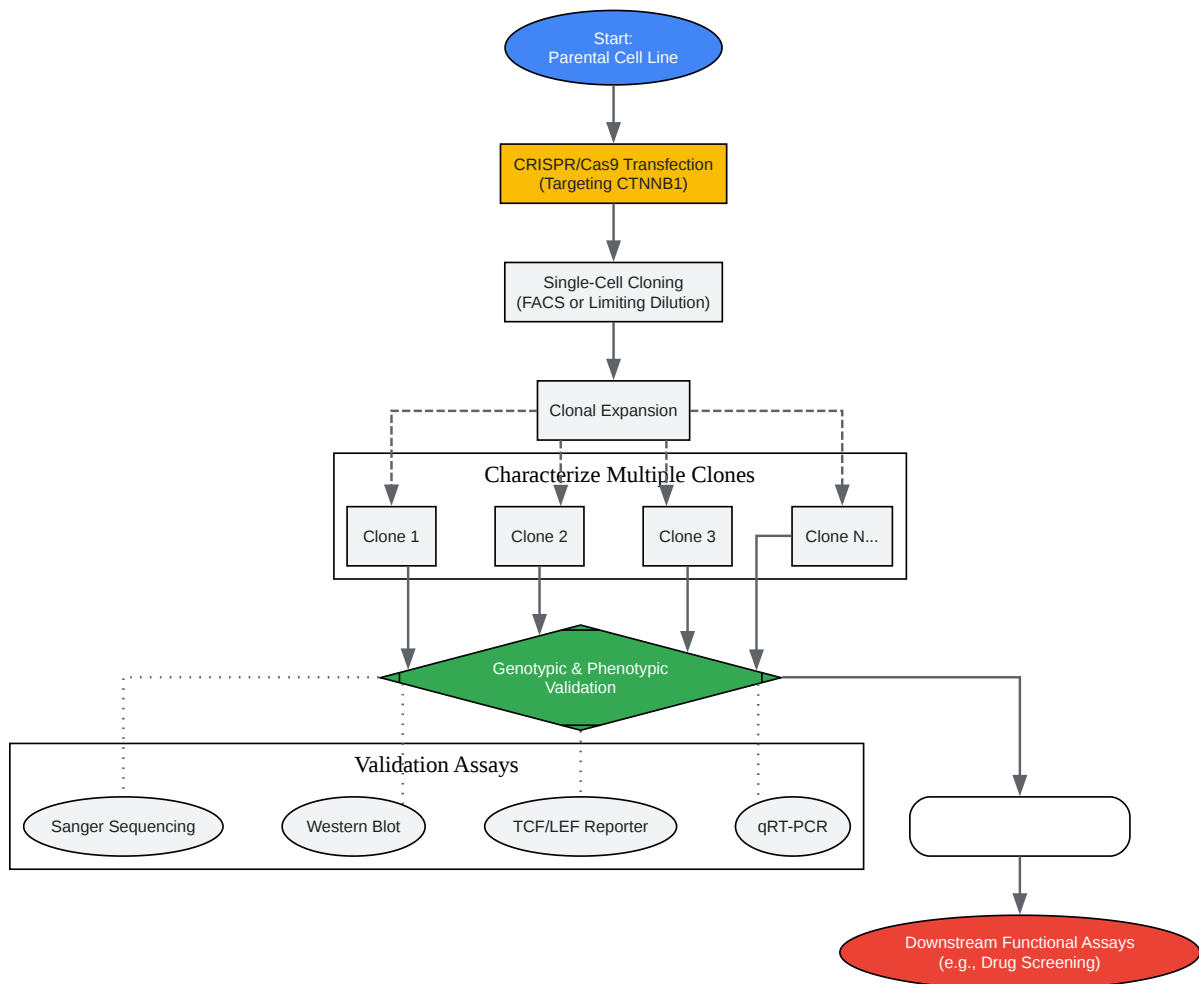 Start:
Parental Cell Line
CRISPR/Cas9 Transfection
(Targeting CTNNB1)
Single-Cell Cloning
(FACS or Limiting Dilution)
Clonal Expansion
Characterize Multiple Clones
Clone 1
Clone 2
Clone 3
Clone N...
Genotypic & Phenotypic
Validation
Validation Assays
Sanger Sequencing
Western Blot
TCF/LEF Reporter
qRT-PCR
Downstream Functional Assays
(e.g., Drug Screening)